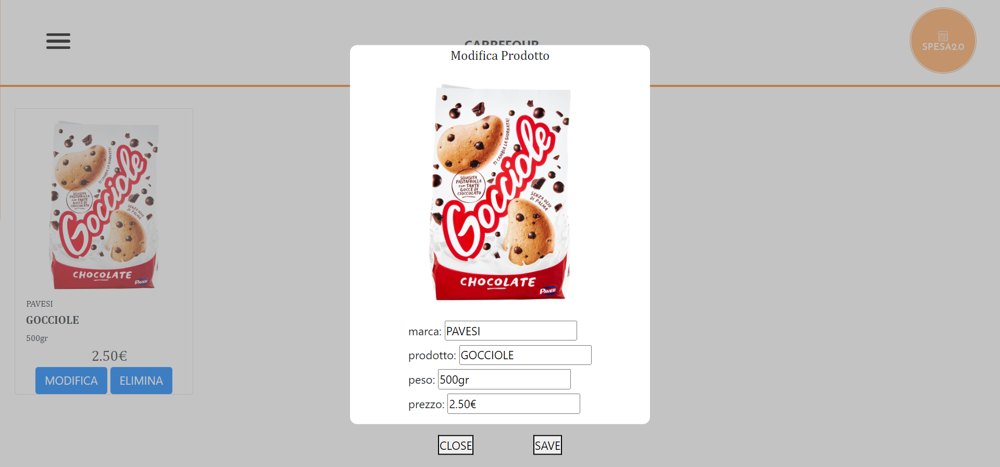 CARREFOUR
SPESA2.0
Modifica Prodotto
TI CAMBIA LA GIORNATA!
SQUISITA
PASTAFROLLA
con TANTE
GOCCE DI
CIOCCOLATO
Gocciole
SENZA OLIO
DI PALMA
CHOCOLATE
PAVESI
TI CAMBIA LA GIORNATA!
SQUISITA
PASTAFROLLA
con TANTE
GOCCE DI
CIOCCOLATO
Gocciole
SENZA OLIO
DI PALMA
CHOCOLATE
PAVESI
PAVESI
GOCCIOLE
500gr
2.50€
MODIFICA ELIMINA
marca: PAVESI
prodotto: GOCCIOLE
peso: 500gr
prezzo: 2.50€
CLOSE SAVE